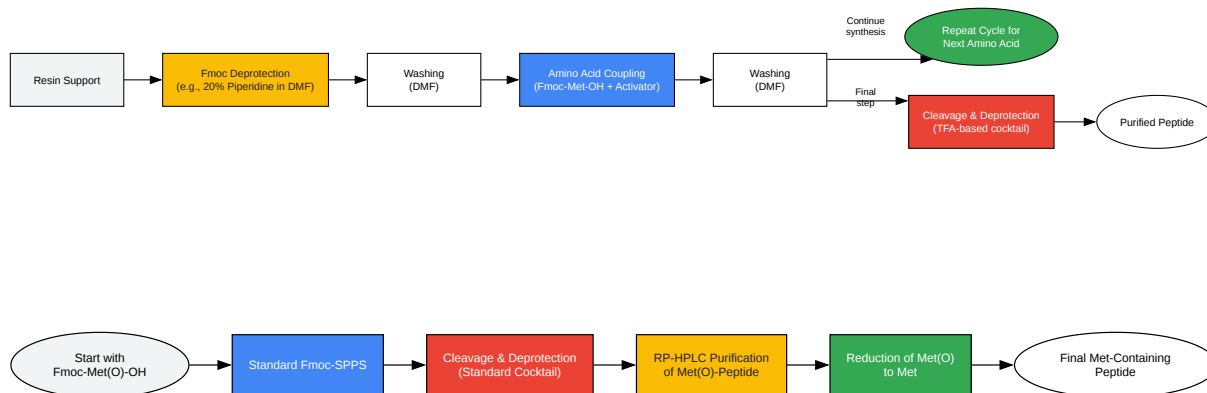 Continue
synthesis
Repeat Cycle for
Next Amino Acid
Resin Support
Fmoc Deprotection
(e.g., 20% Piperidine in DMF)
Washing
(DMF)
Amino Acid Coupling
(Fmoc-Met-OH + Activator)
Washing
(DMF)
Final
step
Cleavage & Deprotection
(TFA-based cocktail)
Purified Peptide
Start with
Fmoc-Met(O)-OH
Standard Fmoc-SPPS
Cleavage & Deprotection
(Standard Cocktail)
RP-HPLC Purification
of Met(O)-Peptide
Reduction of Met(O)
to Met
Final Met-Containing
Peptide